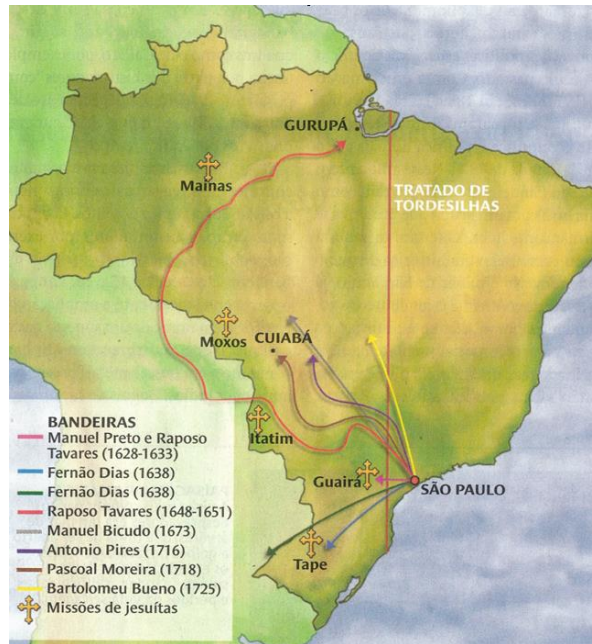 GURUPÁ
Mainas
TRATADO DE
TORDESILHAS
Moxos
CUIABÁ
Itatim
Guairá
SÃO PAULO
Tape
BANDEIRAS
Manuel Preto e Raposo
Tavares (1628-1633)
Fernão Dias (1638)
Fernão Dias (1638)
Raposo Tavares (1648-1651)
Manuel Bicudo (1673)
Antonio Pires (1716)
Pascoal Moreira (1718)
Bartolomeu Bueno (1725)
Missões de jesuítas